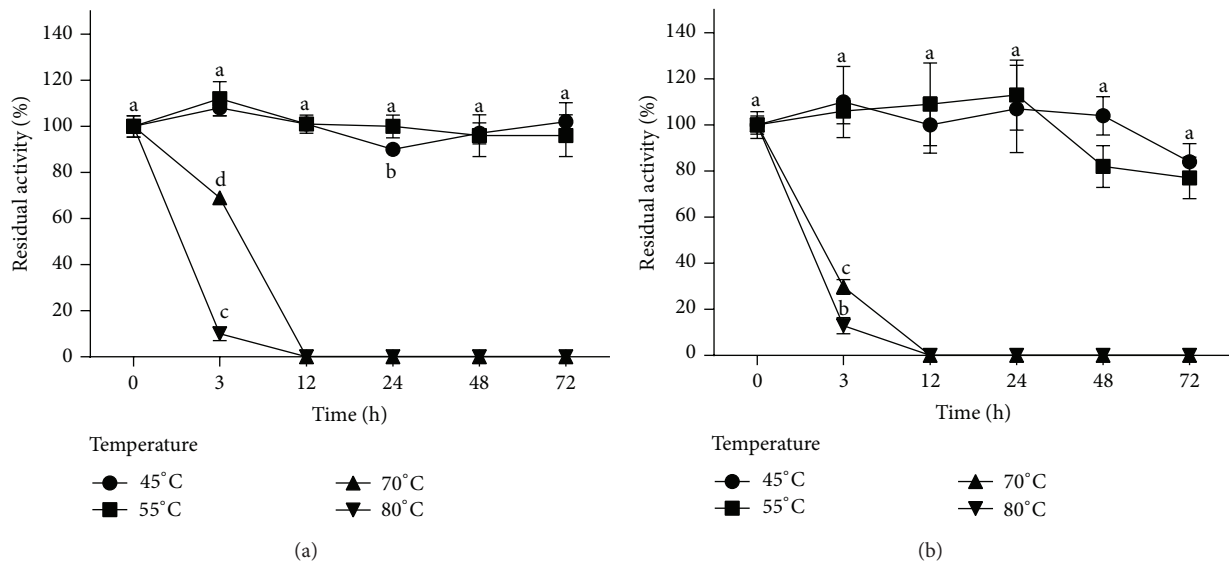 140
120
100
80
60
40
20
0
Residual activity (%)
a
a
a
a
a
a
b
d
c
0 3 12 24 48 72
Time (h)
Temperature
45°C 70°C
55°C 80°C
(a)
140
120
100
80
60
40
20
0
Residual activity (%)
a
a
a
a
a
a
c
b
0 3 12 24 48 72
Time (h)
Temperature
45°C 70°C
55°C 80°C
(b)